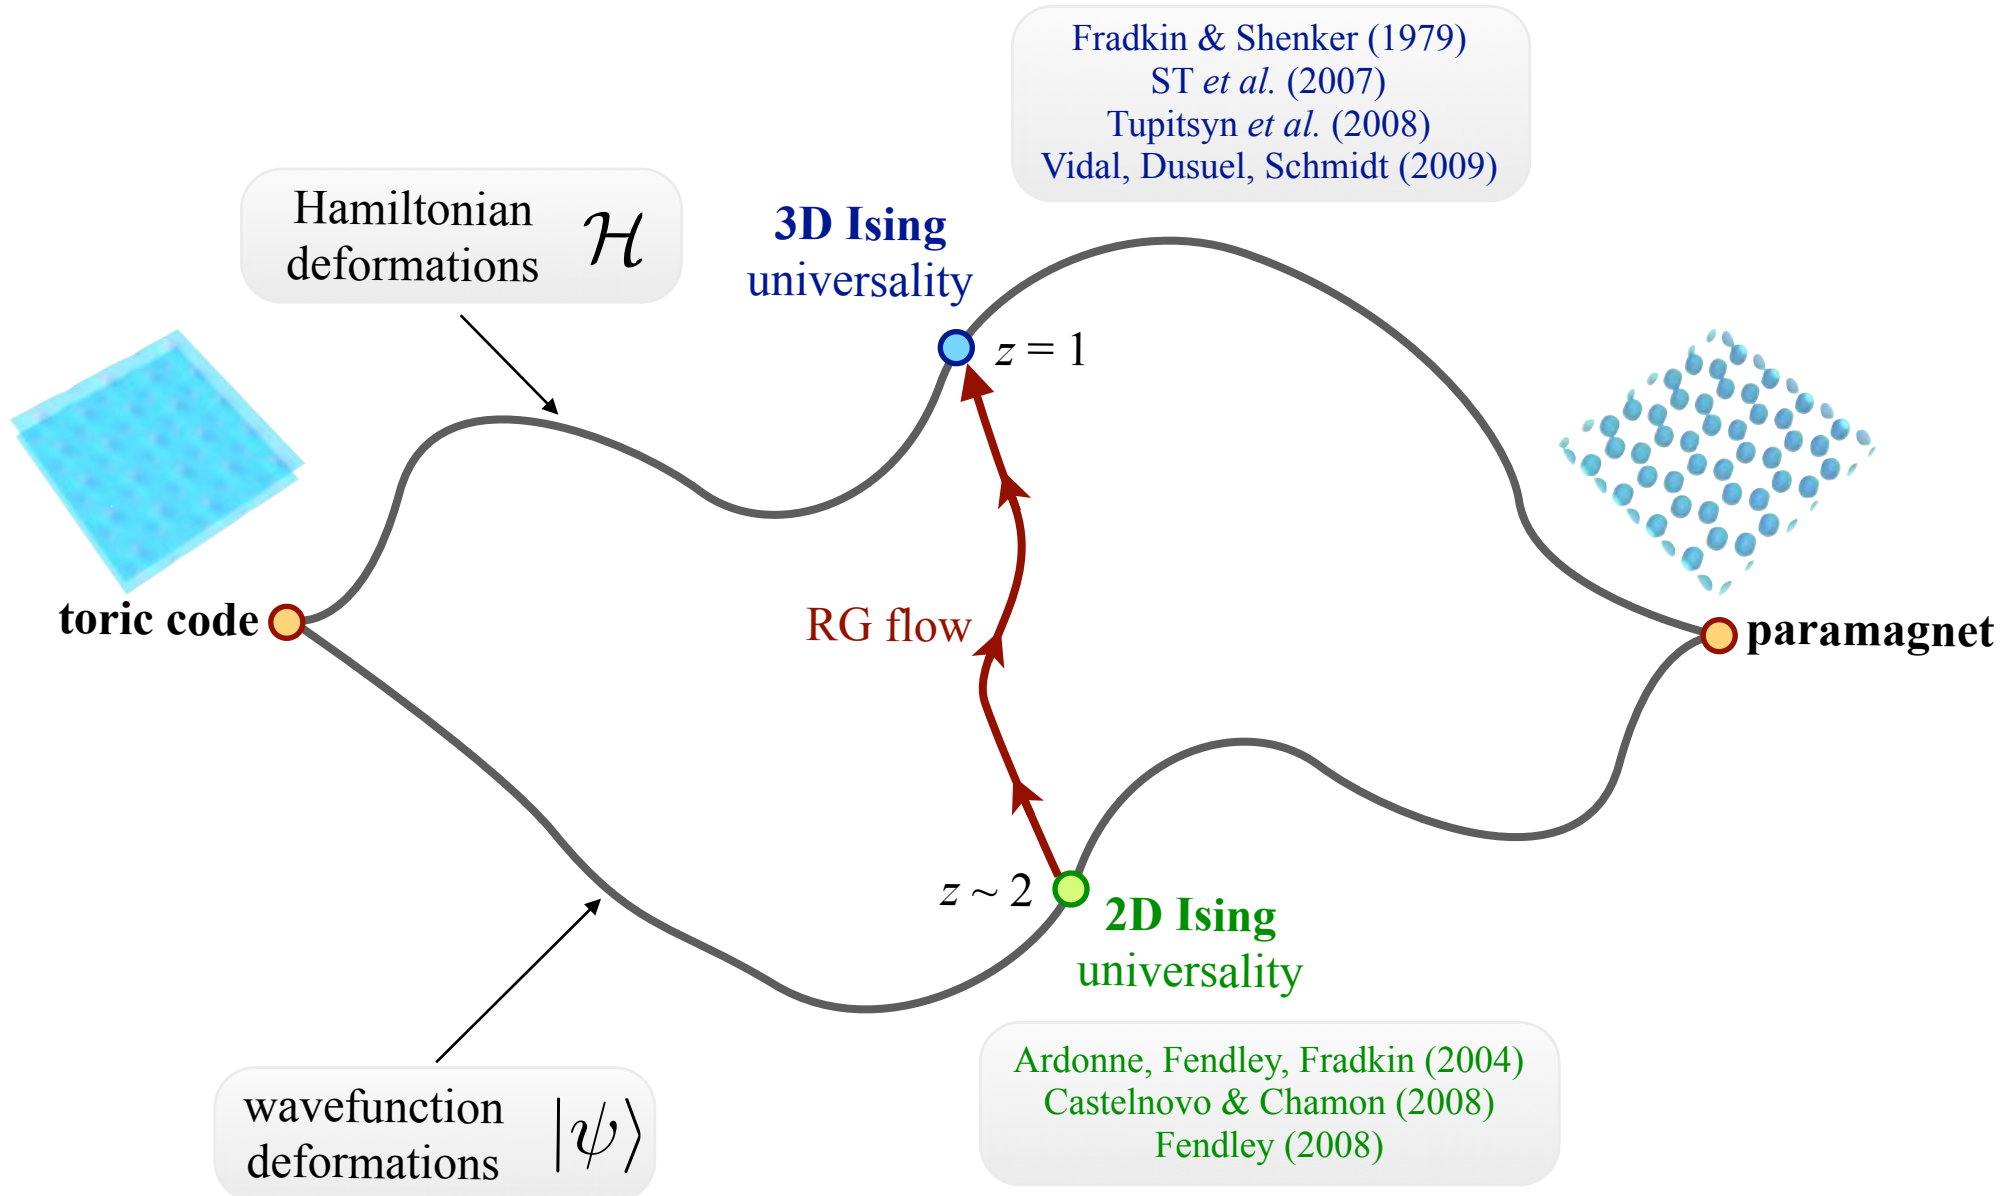 Fradkin & Shenker (1979)
ST et al. (2007)
Tupitsyn et al. (2008)
Vidal, Dusuel, Schmidt (2009)
Hamiltonian
deformations ℋ
3D Ising
universality
z = 1
toric code
RG flow
paramagnet
z ~ 2
2D Ising
universality
Ardonne, Fendley, Fradkin (2004)
Castelnovo & Chamon (2008)
Fendley (2008)
wavefunction
deformations |ψ⟩